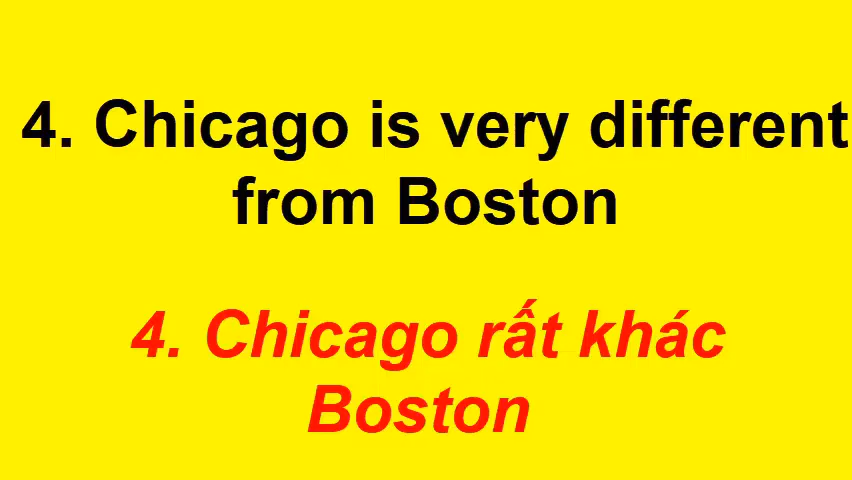 4. Chicago is very different
from Boston
4. Chicago rất khác
Boston